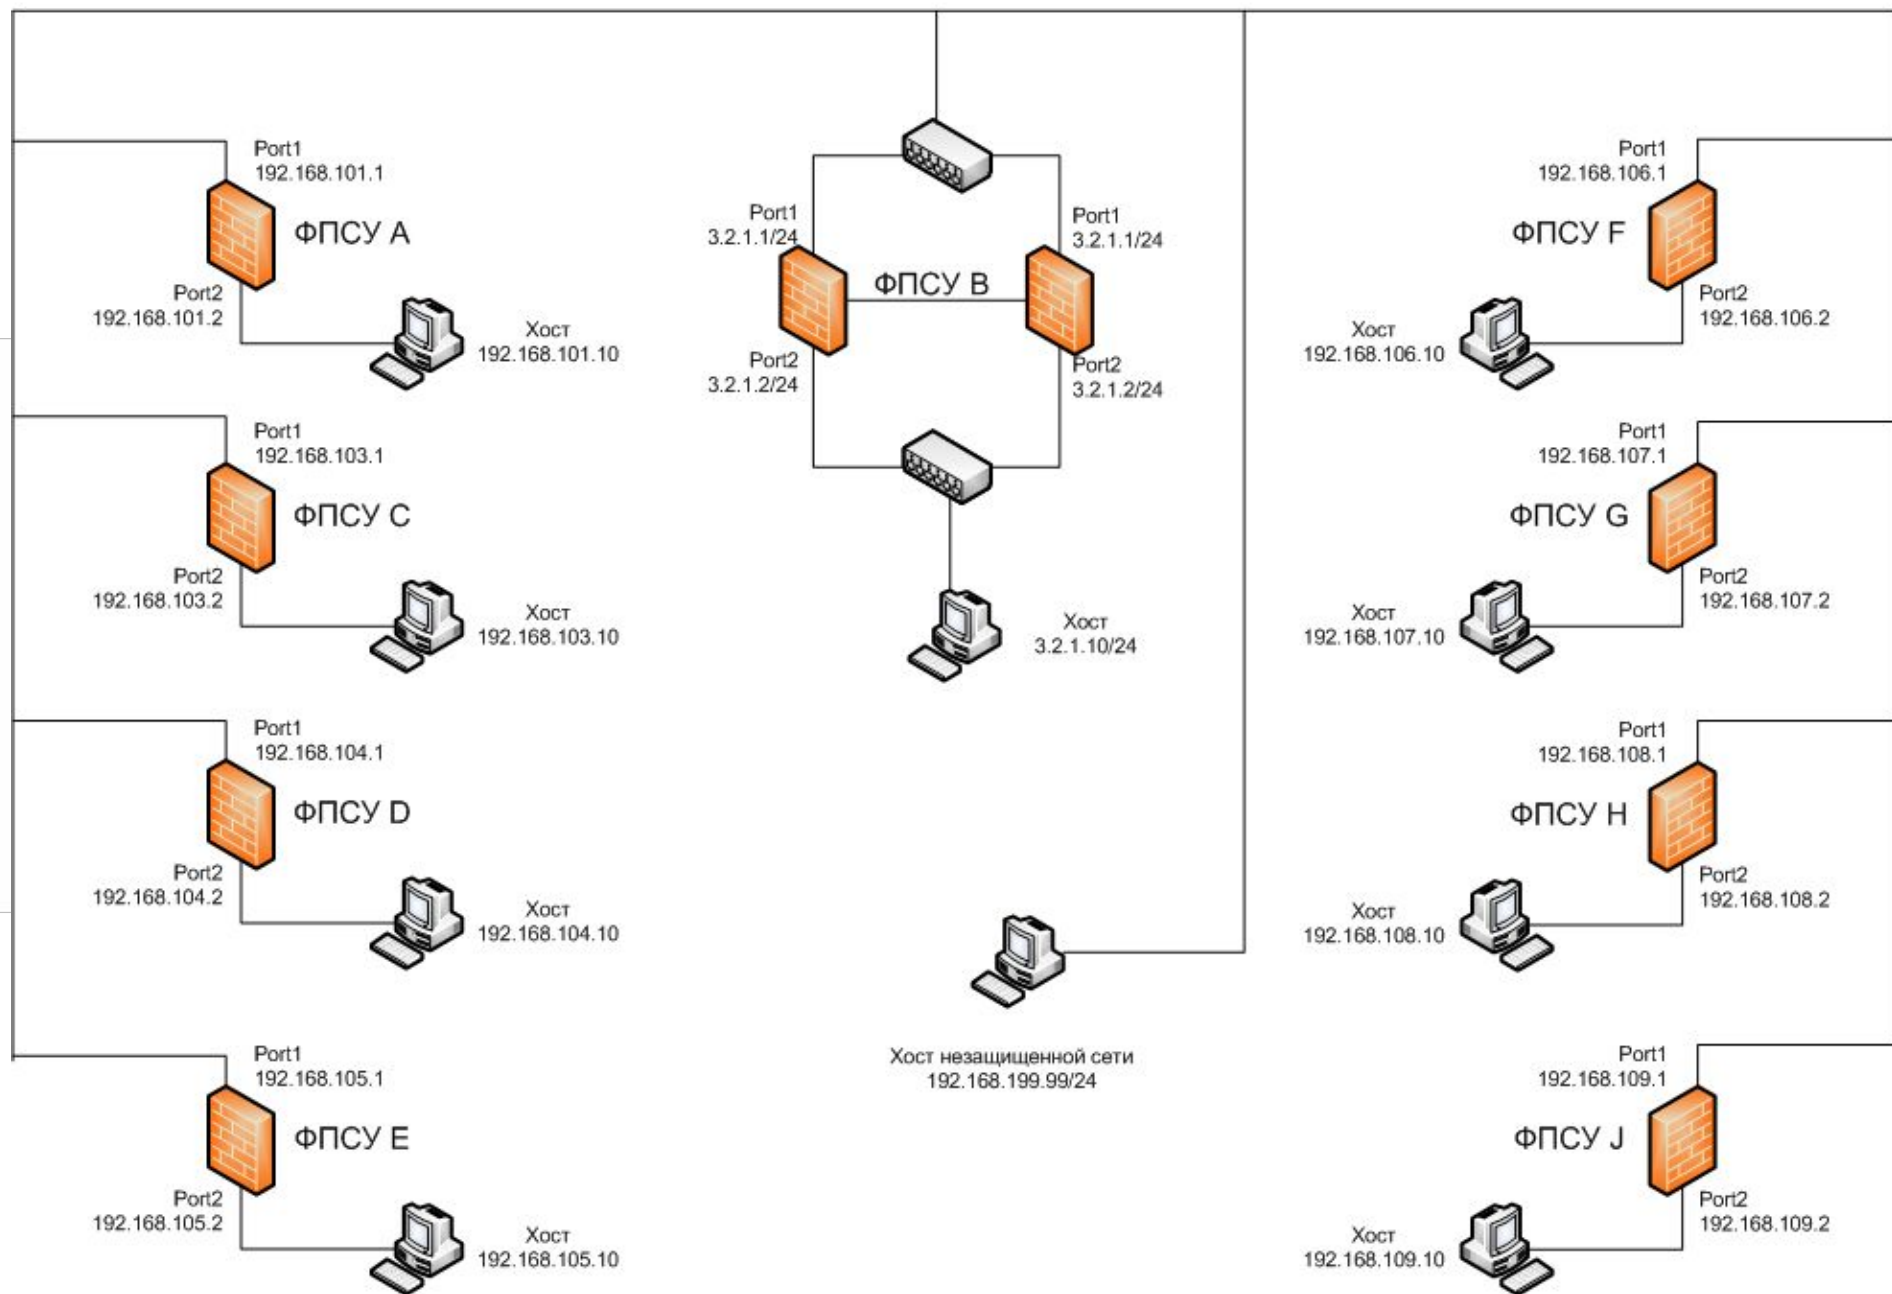 Port1
192.168.101.1
ФПСУ A
Port2
192.168.101.2
Хост
192.168.101.10
Port1
192.168.103.1
ФПСУ C
Port2
192.168.103.2
Хост
192.168.103.10
Port1
192.168.104.1
ФПСУ D
Port2
192.168.104.2
Хост
192.168.104.10
Port1
192.168.105.1
ФПСУ E
Port2
192.168.105.2
Хост
192.168.105.10
Port1
3.2.1.1/24
Port1
3.2.1.1/24
ФПСУ B
Port2
3.2.1.2/24
Port2
3.2.1.2/24
Хост
3.2.1.10/24
Хост незащищенной сети
192.168.199.99/24
Port1
192.168.106.1
ФПСУ F
Port2
192.168.106.2
Хост
192.168.106.10
Port1
192.168.107.1
ФПСУ G
Port2
192.168.107.2
Хост
192.168.107.10
Port1
192.168.108.1
ФПСУ H
Port2
192.168.108.2
Хост
192.168.108.10
Port1
192.168.109.1
ФПСУ J
Port2
192.168.109.2
Хост
192.168.109.10